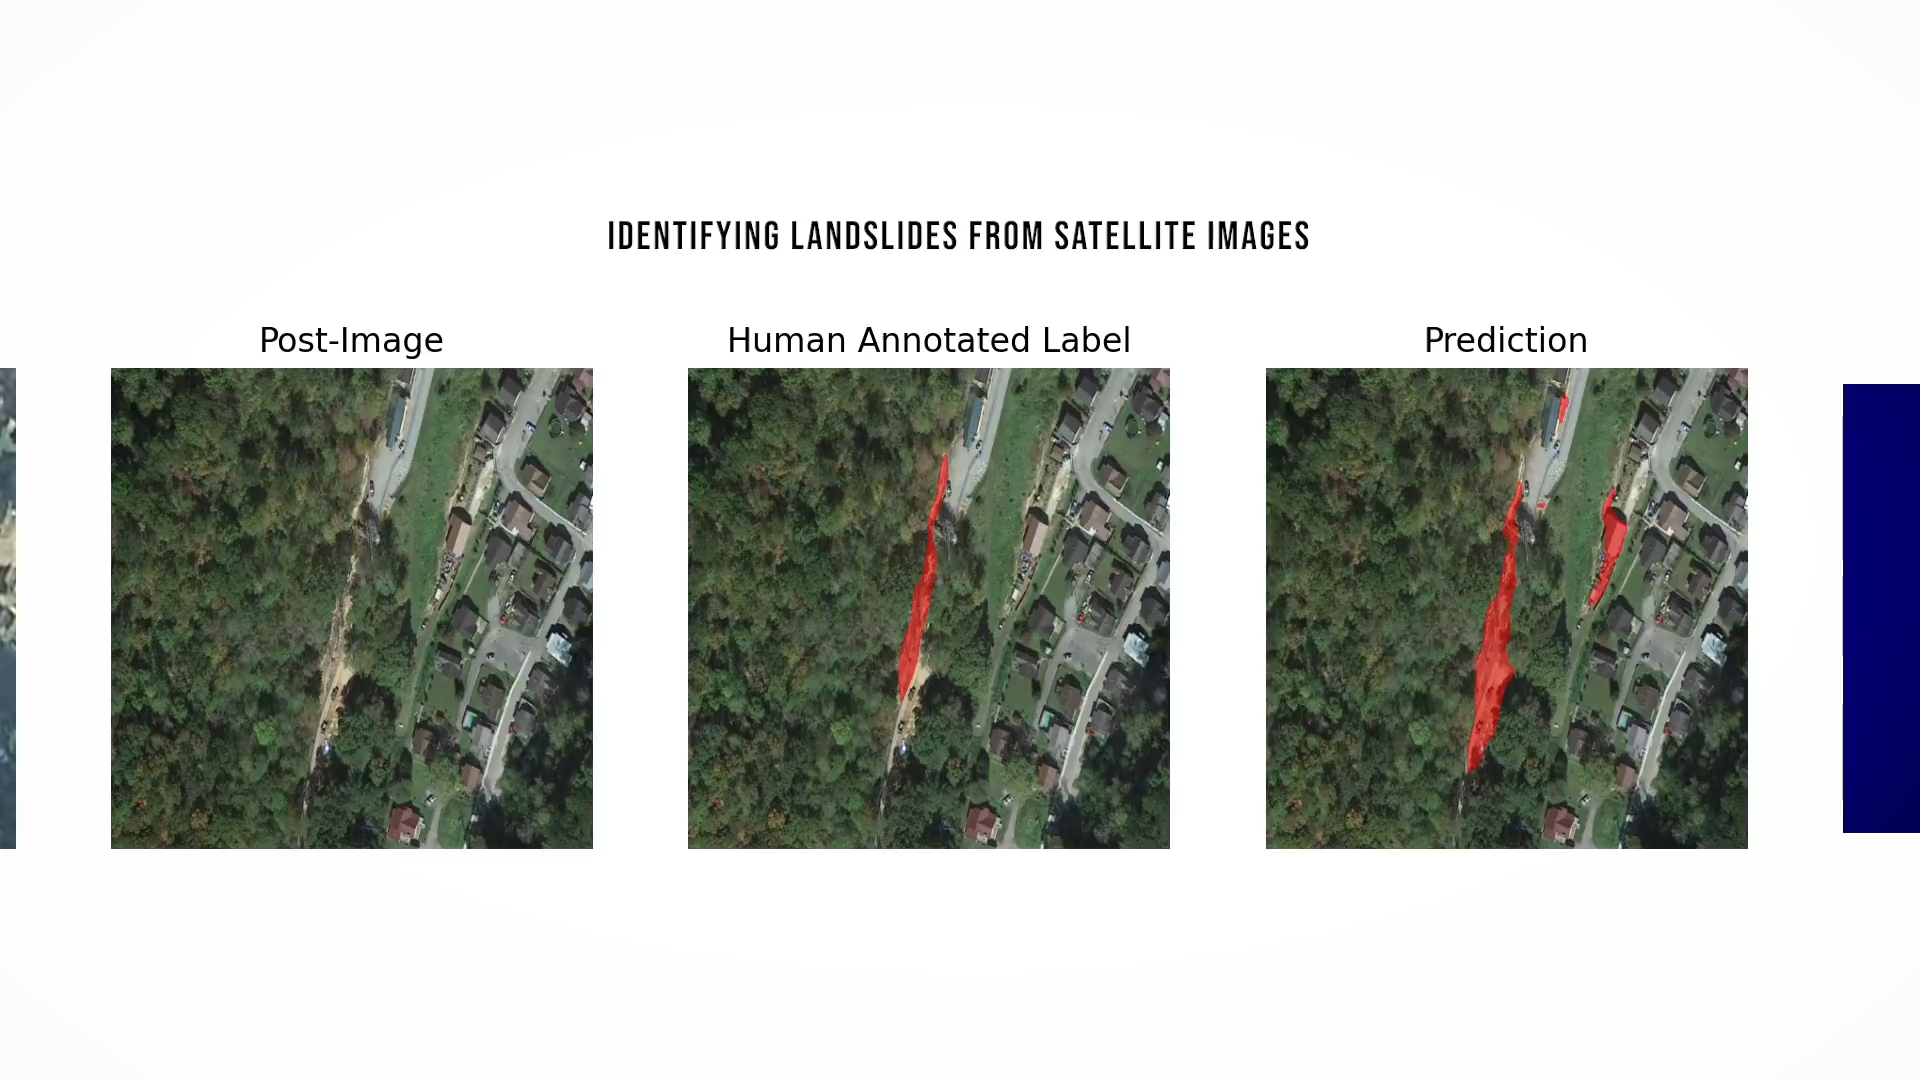 IDENTIFYING LANDSLIDES FROM SATELLITE IMAGES
Post-Image
Human Annotated Label
Prediction